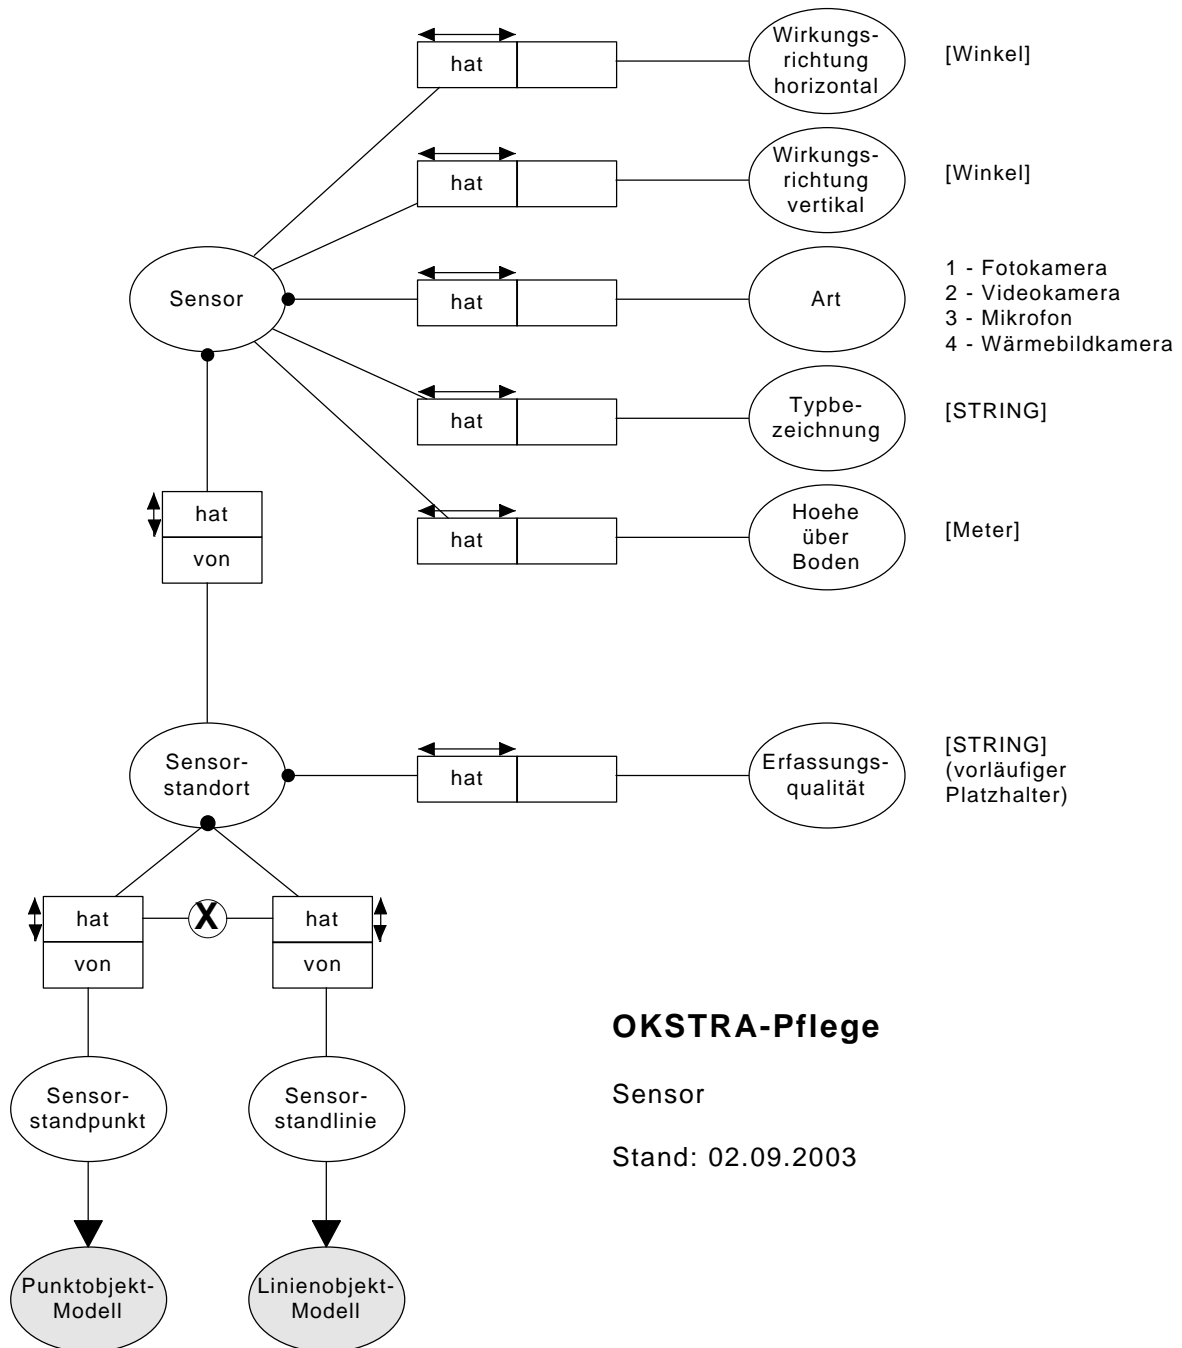 hat
Wirkungs-
richtung
horizontal
[Winkel]
hat
Wirkungs-
richtung
vertikal
[Winkel]
Sensor
hat
Art
1 - Fotokamera
2 - Videokamera
3 - Mikrofon
4 - Wärmebildkamera
hat
Typbe-
zeichnung
[STRING]
hat
von
hat
Hoehe
über
Boden
[Meter]
Sensor-
standort
hat
Erfassungs-
qualität
[STRING]
(vorläufiger
Platzhalter)
hat
von
X
hat
von
Sensor-
standpunkt
Sensor-
standlinie
Punktobjekt-
Modell
Linienobjekt-
Modell
OKSTRA-Pflege
Sensor
Stand: 02.09.2003